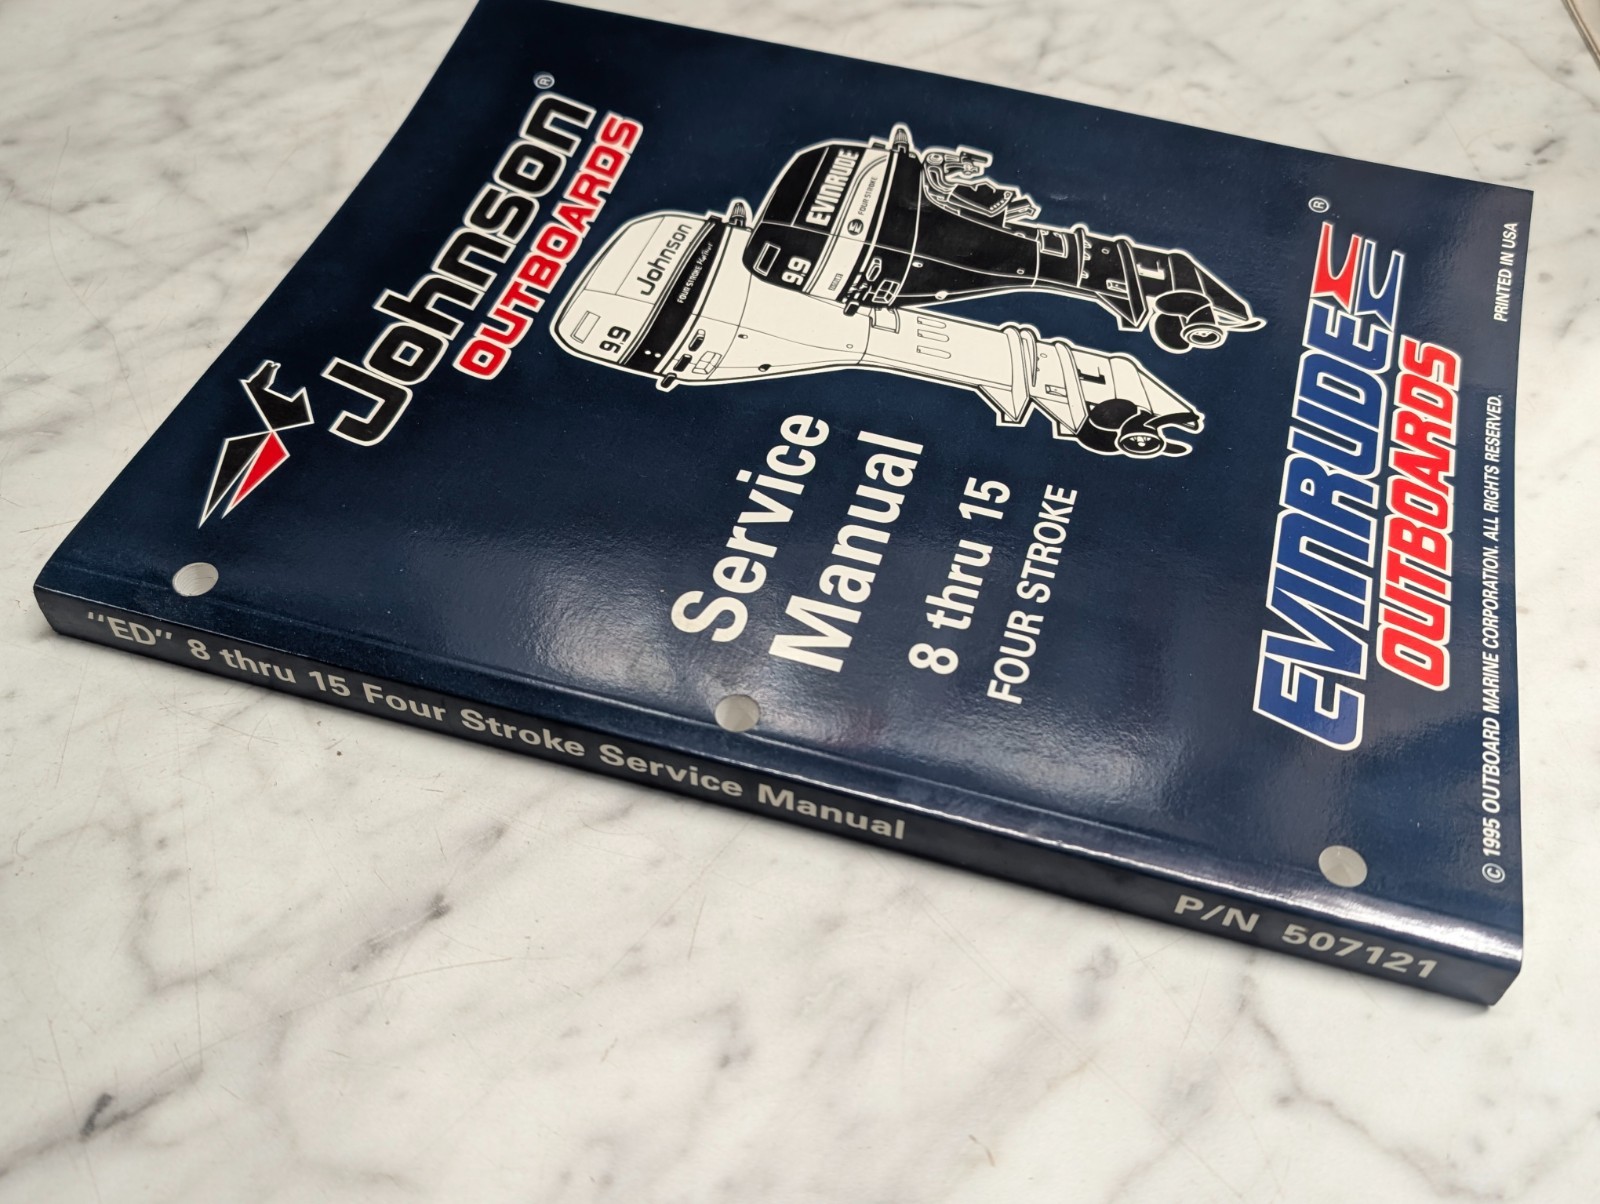 Johnson®
OUTBOARDS
EVINRUDE
FOUR STROKE
9.9
Johnson
FOUR STROKE
9.9
Service
Manual
8 thru 15
FOUR STROKE
EVINRUDE®
OUTBOARDS
© 1995 OUTBOARD MARINE CORPORATION. ALL RIGHTS RESERVED.
PRINTED IN USA
“ED” 8 thru 15 Four Stroke Service Manual
P/N 507121